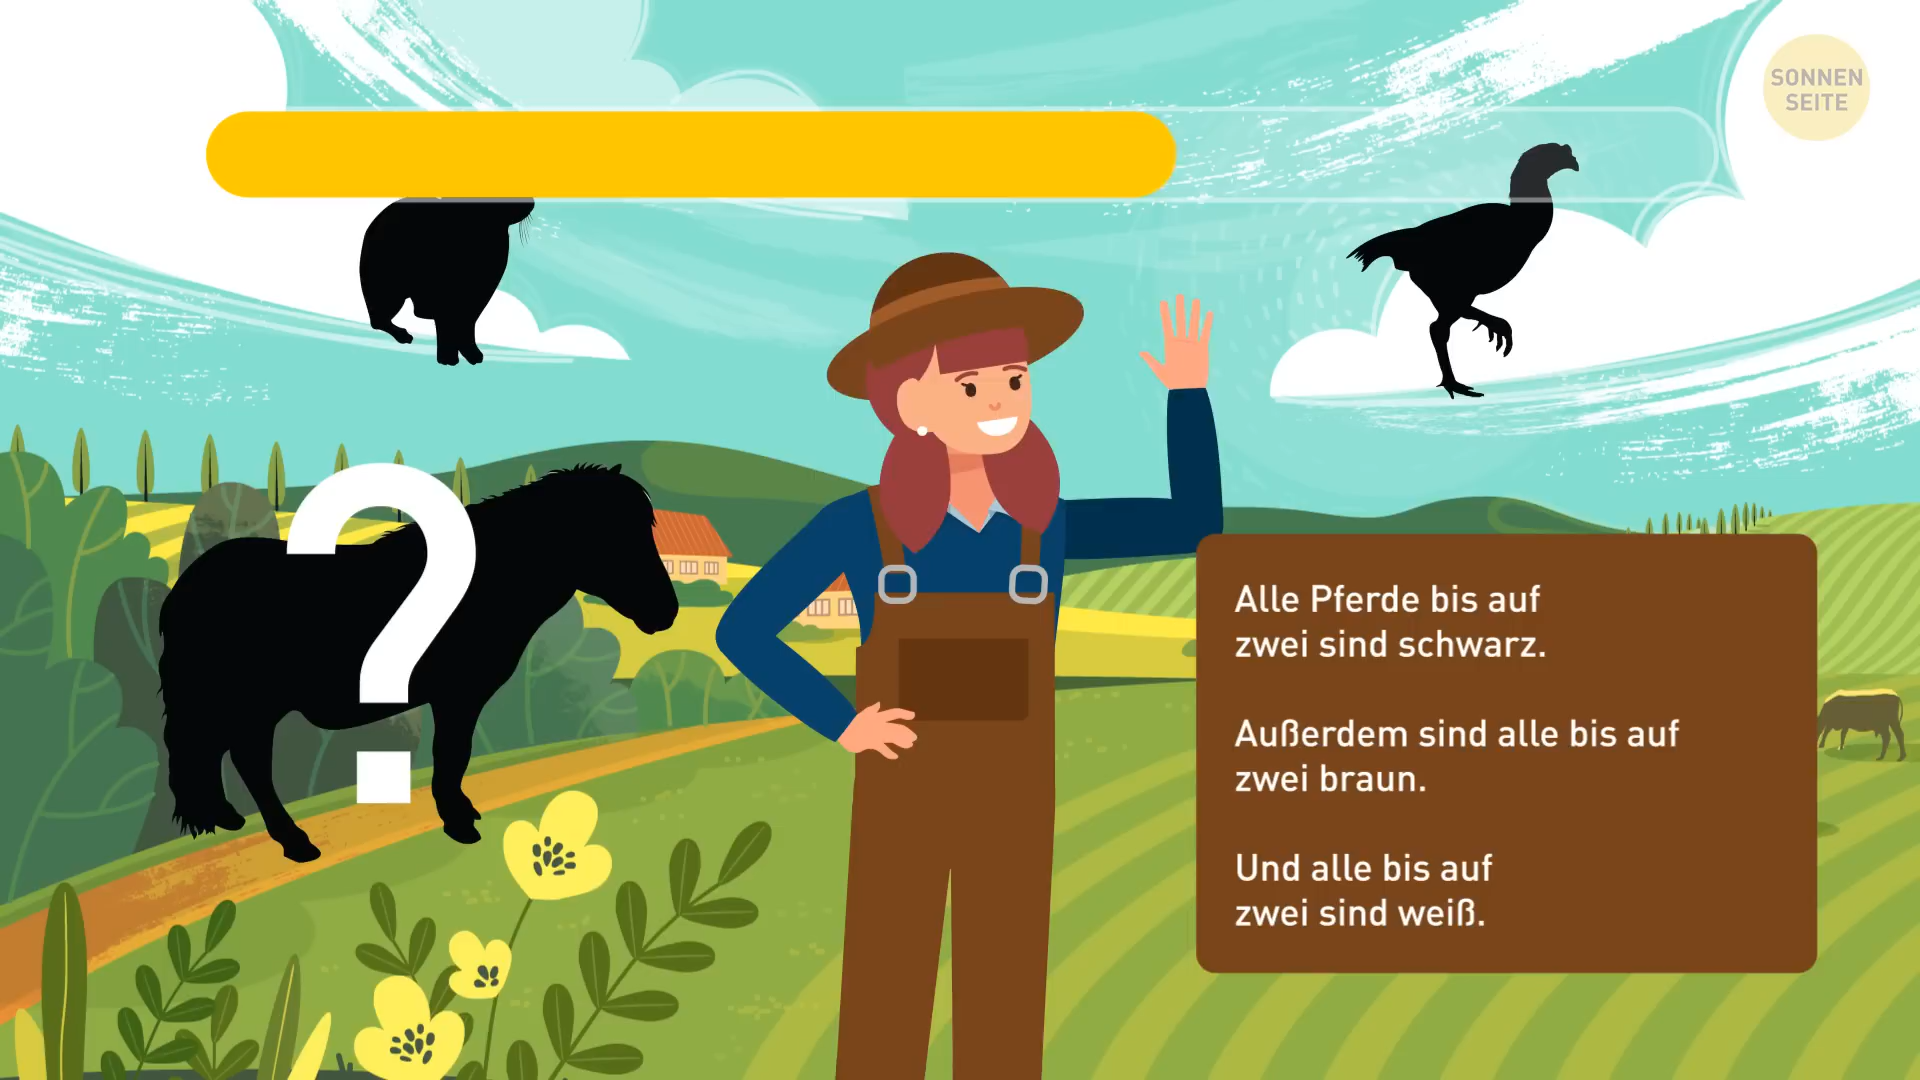 SONNEN
SEITE
?
Alle Pferde bis auf
zwei sind schwarz.
Außerdem sind alle bis auf
zwei braun.
Und alle bis auf
zwei sind weiß.